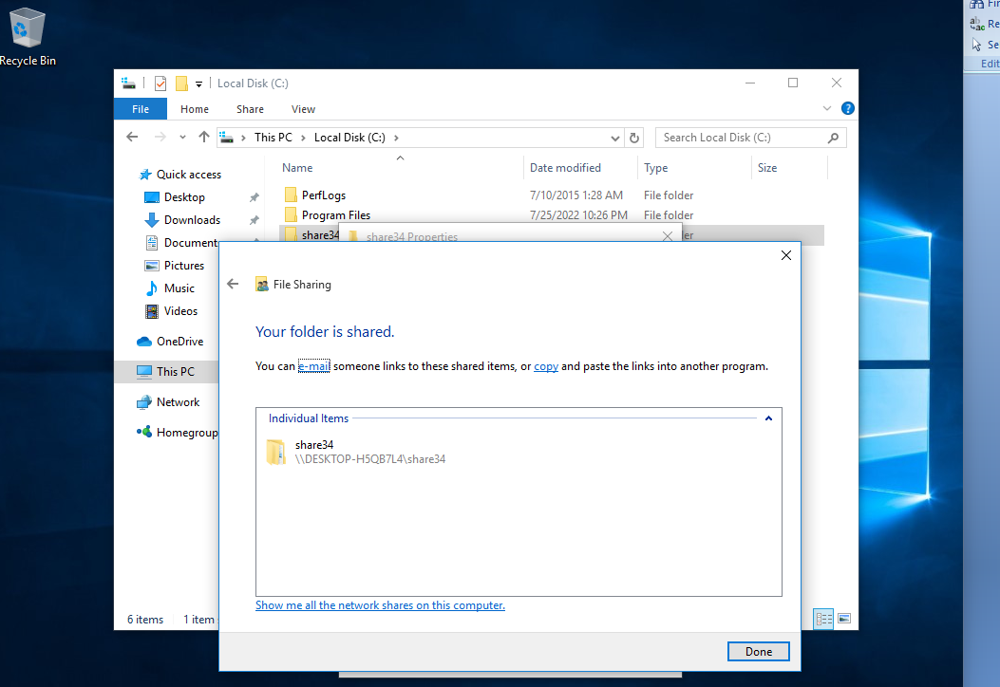 Recycle Bin
Local Disk (C:)
File Home Share View
This PC Local Disk (C:)
Search Local Disk (C:)
Name Date modified Type Size
Quick access
Desktop
Downloads
Document
Pictures
Music
Videos
OneDrive
This PC
Network
Homegroup
PerfLogs 7/10/2015 1:28 AM File folder
Program Files 7/25/2022 10:26 PM File folder
share34
share34 Properties
er
File Sharing
Your folder is shared.
You can e-mail someone links to these shared items, or copy and paste the links into another program.
Individual Items
share34
\\DESKTOP-H5QB7L4\share34
Show me all the network shares on this computer.
Done
6 items 1 item
Fin
Re
Se
Edit